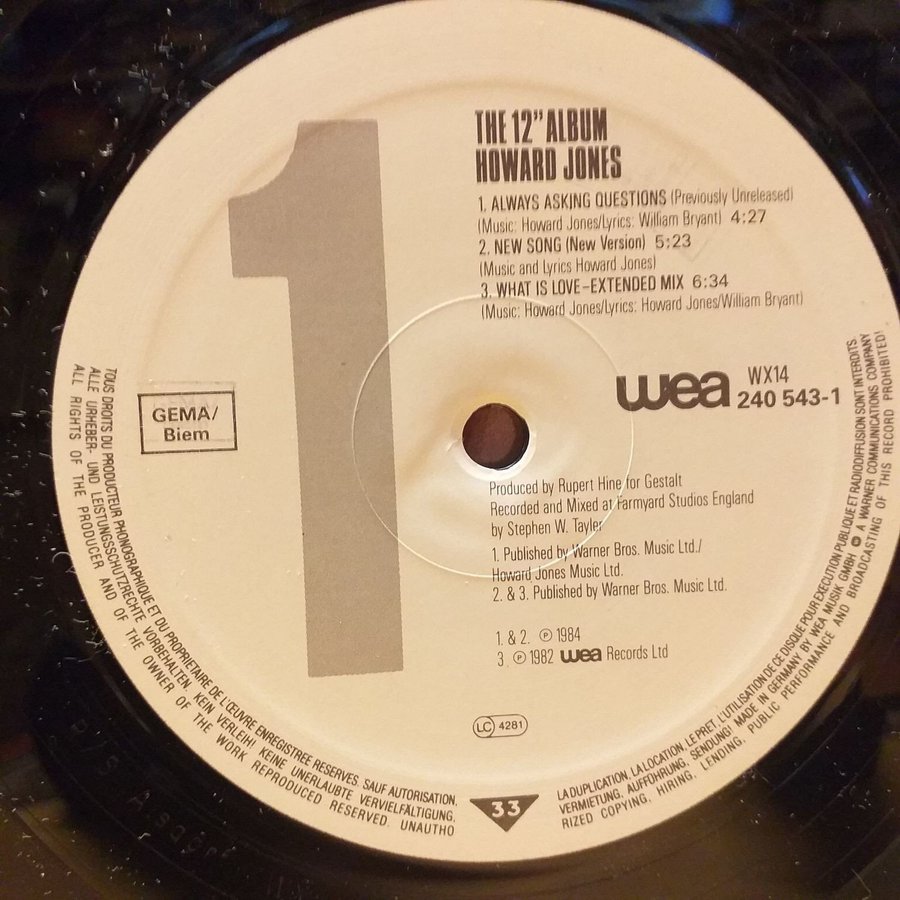 1
THE 12” ALBUM
HOWARD JONES
1. ALWAYS ASKING QUESTIONS (Previously Unreleased)
(Music: Howard Jones/Lyrics: William Bryant) 4:27
2. NEW SONG (New Version) 5:23
(Music and Lyrics Howard Jones)
3. WHAT IS LOVE–EXTENDED MIX 6:34
(Music: Howard Jones/Lyrics: Howard Jones/William Bryant)
wea
WX14
240 543-1
GEMA/
Biem
Produced by Rupert Hine for Gestalt
Recorded and Mixed at Farmyard Studios England
by Stephen W. Tayler
1. Published by Warner Bros. Music Ltd./
Howard Jones Music Ltd.
2. & 3. Published by Warner Bros. Music Ltd.
1. & 2. ℗ 1984
3. ℗ 1982 wea Records Ltd
LC 4281
33
TOUS DROITS DU PRODUCTEUR PHONOGRAPHIQUE ET DU PROPRIETAIRE DE L'ŒUVRE ENREGISTREE RESERVES. SAUF AUTORISATION, LA DUPLICATION, LA LOCATION, LE PRET, L'UTILISATION DE CE DISQUE POUR EXECUTION PUBLIQUE ET RADIODIFFUSION SONT INTERDITS.
ALLE URHEBER- UND LEISTUNGSSCHUTZRECHTE VORBEHALTEN. KEIN VERLEIH! KEINE UNERLAUBTE VERVIELFÄLTIGUNG, VERMIETUNG, AUFFÜHRUNG, SENDUNG! MADE IN GERMANY BY WEA MUSIK GMBH A WARNER COMMUNICATIONS COMPANY
ALL RIGHTS OF THE PRODUCER AND OF THE OWNER OF THE WORK REPRODUCED RESERVED. UNAUTHORIZED COPYING, HIRING, LENDING, PUBLIC PERFORMANCE AND BROADCASTING OF THIS RECORD PROHIBITED!